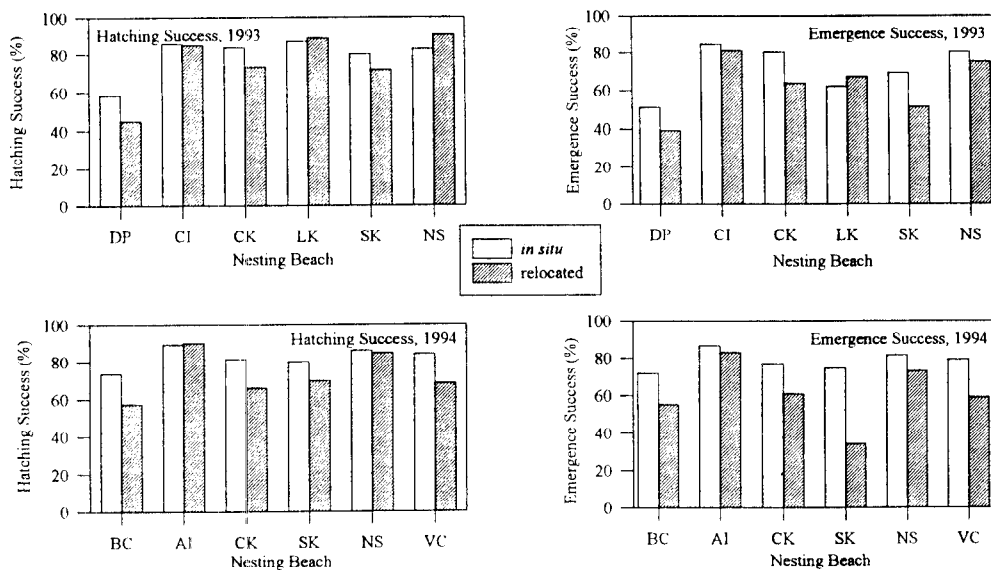 Hatching Success, 1993
Hatching Success (%)
100
80
60
40
20
0
DP CI CK LK SK NS
Nesting Beach
Emergence Success, 1993
Emergence Success (%)
100
80
60
40
20
0
DP CI CK LK SK NS
Nesting Beach
in situ
relocated
Hatching Success, 1994
Hatching Success (%)
100
80
60
40
20
0
BC AI CK SK NS VC
Nesting Beach
Emergence Success, 1994
Emergence Success (%)
100
80
60
40
20
0
BC AI CK SK NS VC
Nesting Beach